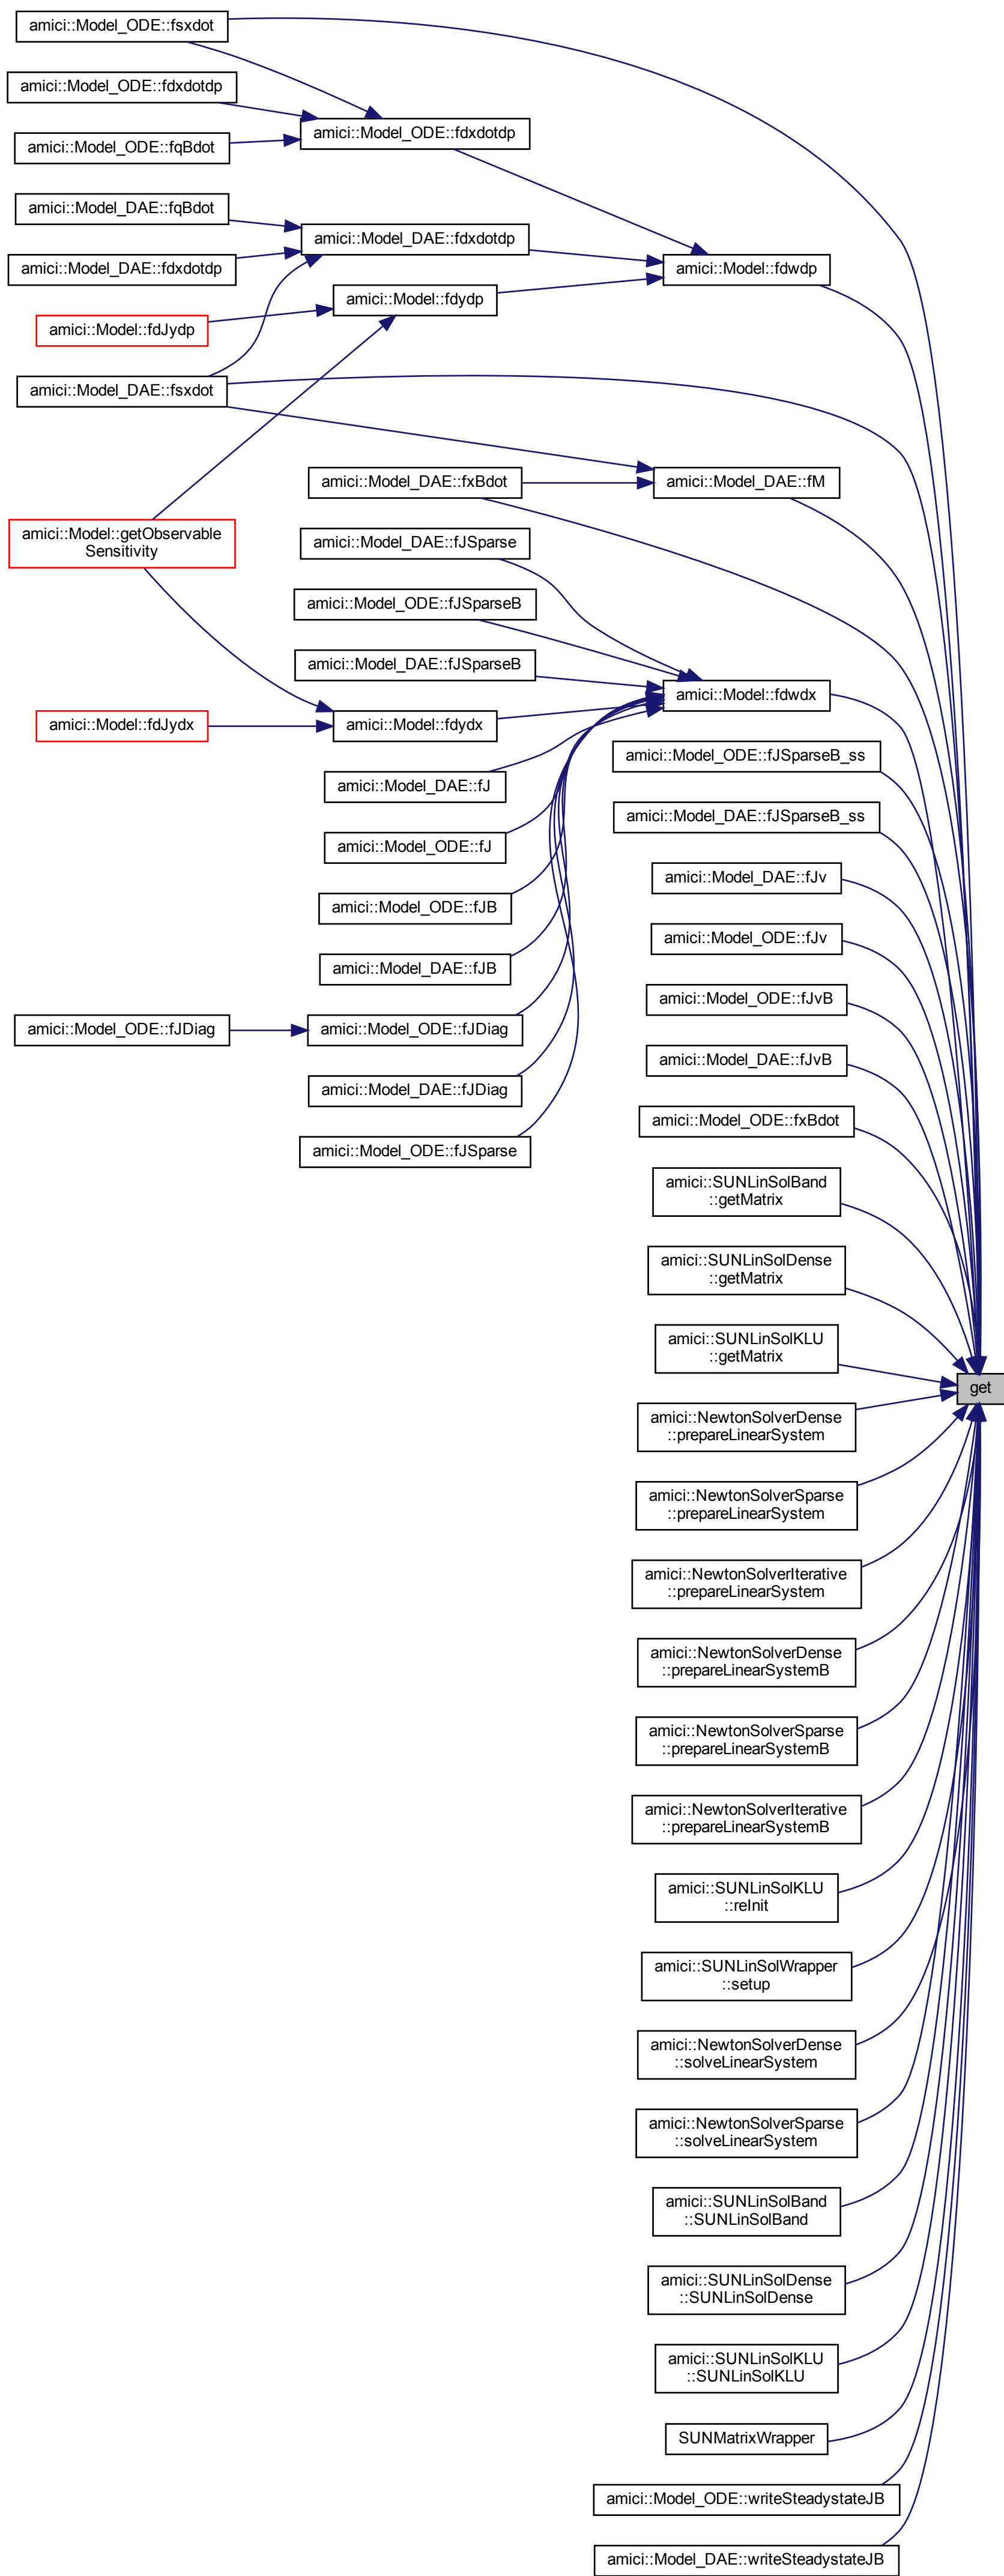 amici::Model_ODE::fsxdot
amici::Model_ODE::fdxdotdp
amici::Model_ODE::fdxdotdp
amici::Model_ODE::fqBdot
amici::Model_DAE::fqBdot
amici::Model_DAE::fdxdotdp
amici::Model_DAE::fdxdotdp
amici::Model::fdwdp
amici::Model::fdydp
amici::Model::fdJydp
amici::Model_DAE::fsxdot
amici::Model_DAE::fxBdot
amici::Model_DAE::fM
amici::Model::getObservable
Sensitivity
amici::Model_DAE::fJSparse
amici::Model_ODE::fJSparseB
amici::Model_DAE::fJSparseB
amici::Model::fdwdx
amici::Model::fdJydx
amici::Model::fdydx
amici::Model_ODE::fJSparseB_ss
amici::Model_DAE::fJ
amici::Model_DAE::fJSparseB_ss
amici::Model_ODE::fJ
amici::Model_DAE::fJv
amici::Model_ODE::fJB
amici::Model_ODE::fJv
amici::Model_DAE::fJB
amici::Model_ODE::fJvB
amici::Model_ODE::fJDiag
amici::Model_ODE::fJDiag
amici::Model_DAE::fJvB
amici::Model_DAE::fJDiag
amici::Model_ODE::fxBdot
amici::Model_ODE::fJSparse
amici::SUNLinSolBand
::getMatrix
amici::SUNLinSolDense
::getMatrix
amici::SUNLinSolKLU
::getMatrix
get
amici::NewtonSolverDense
::prepareLinearSystem
amici::NewtonSolverSparse
::prepareLinearSystem
amici::NewtonSolverIterative
::prepareLinearSystem
amici::NewtonSolverDense
::prepareLinearSystemB
amici::NewtonSolverSparse
::prepareLinearSystemB
amici::NewtonSolverIterative
::prepareLinearSystemB
amici::SUNLinSolKLU
::reInit
amici::SUNLinSolWrapper
::setup
amici::NewtonSolverDense
::solveLinearSystem
amici::NewtonSolverSparse
::solveLinearSystem
amici::SUNLinSolBand
::SUNLinSolBand
amici::SUNLinSolDense
::SUNLinSolDense
amici::SUNLinSolKLU
::SUNLinSolKLU
SUNMatrixWrapper
amici::Model_ODE::writeSteadystateJB
amici::Model_DAE::writeSteadystateJB